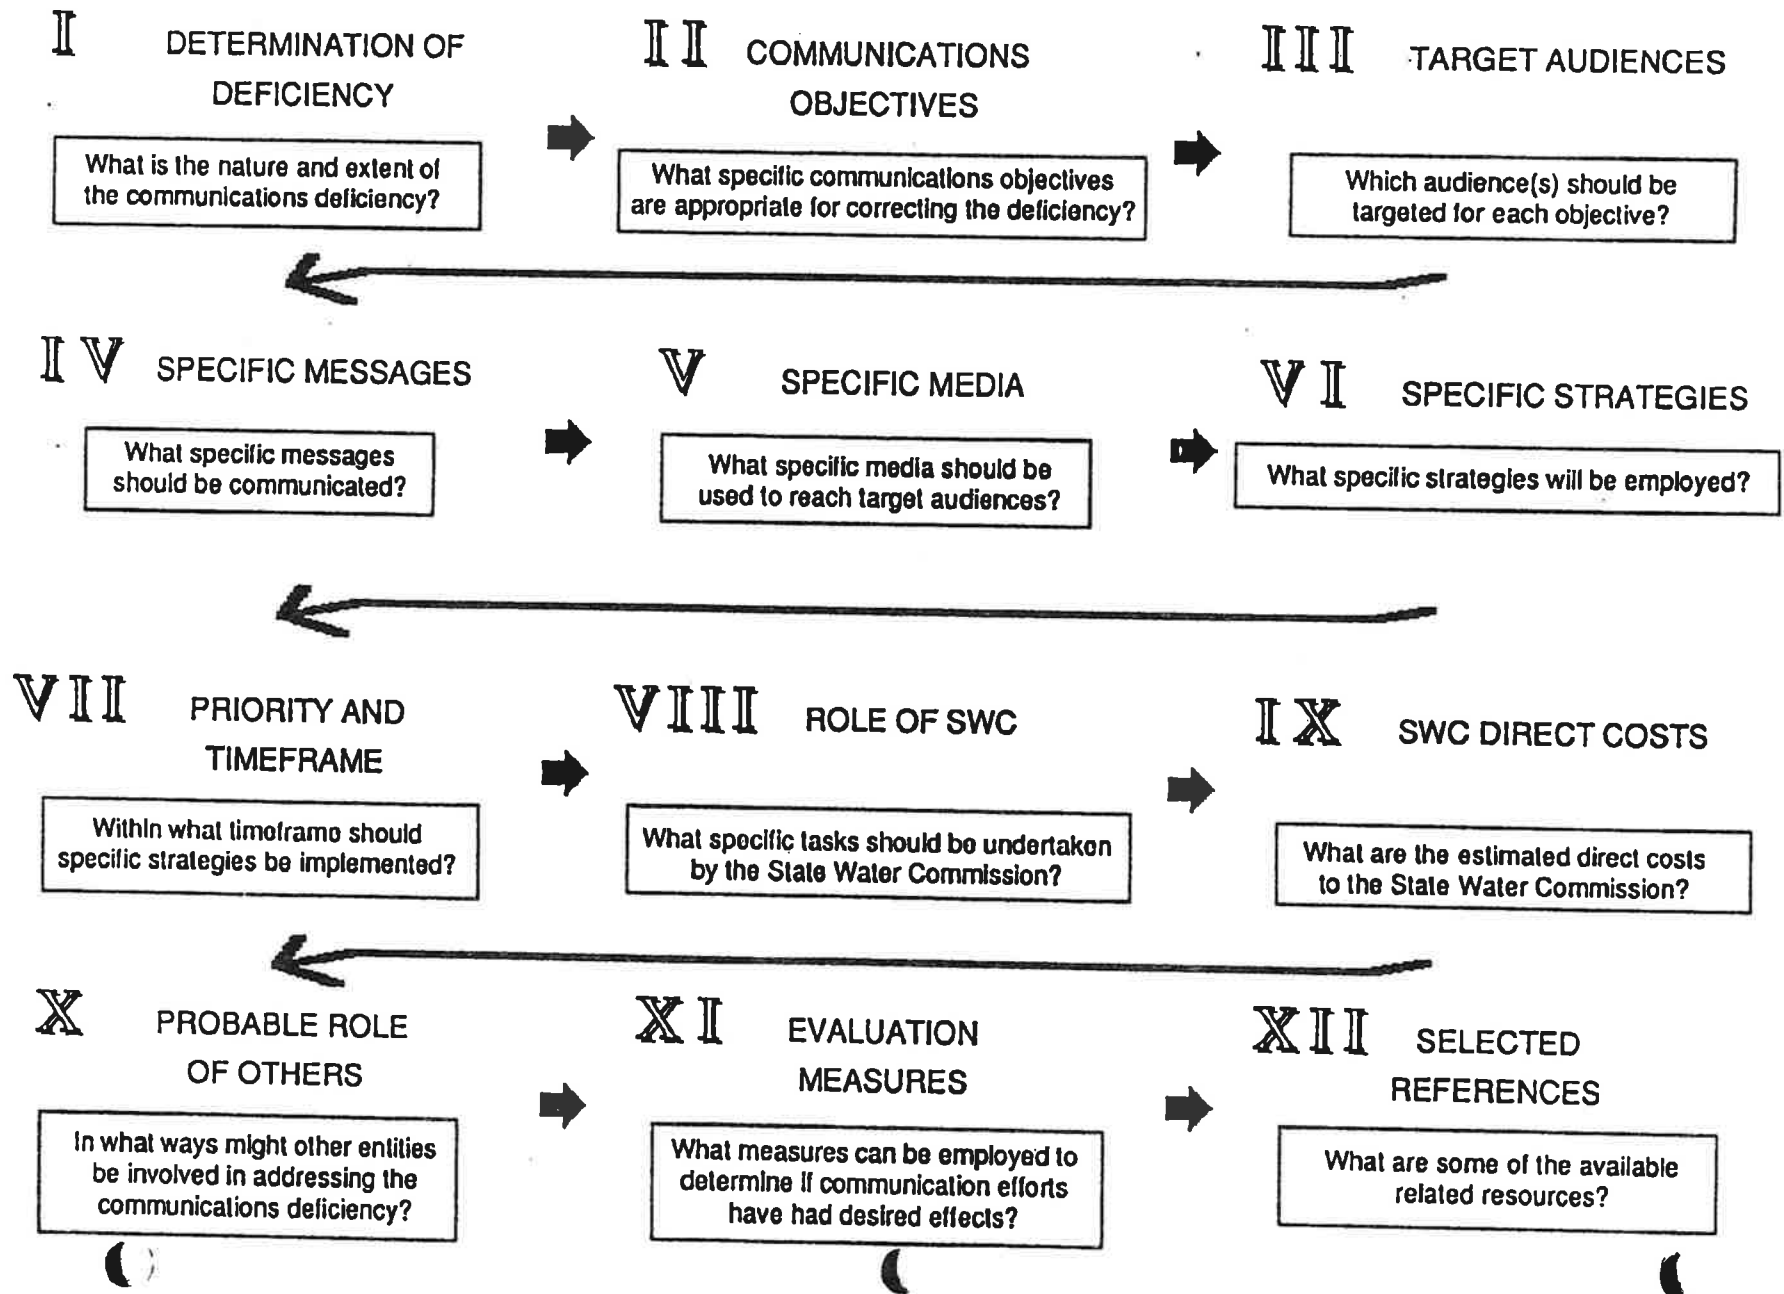 I DETERMINATION OF
DEFICIENCY
What is the nature and extent of
the communications deficiency?
II COMMUNICATIONS
OBJECTIVES
What specific communications objectives
are appropriate for correcting the deficiency?
III TARGET AUDIENCES
Which audience(s) should be
targeted for each objective?
IV SPECIFIC MESSAGES
What specific messages
should be communicated?
V SPECIFIC MEDIA
What specific media should be
used to reach target audiences?
VI SPECIFIC STRATEGIES
What specific strategies will be employed?
VII PRIORITY AND
TIMEFRAME
Within what timeframe should
specific strategies be implemented?
VIII ROLE OF SWC
What specific tasks should be undertaken
by the State Water Commission?
IX SWC DIRECT COSTS
What are the estimated direct costs
to the State Water Commission?
X PROBABLE ROLE
OF OTHERS
In what ways might other entities
be involved in addressing the
communications deficiency?
XI EVALUATION
MEASURES
What measures can be employed to
determine if communication efforts
have had desired effects?
XII SELECTED
REFERENCES
What are some of the available
related resources?